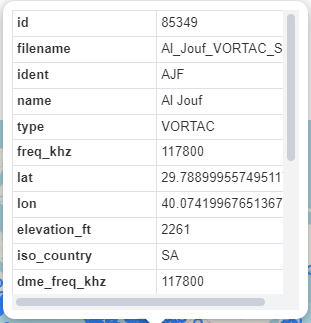 id 85349
filename Al_Jouf_VORTAC_S
ident AJF
name Al Jouf
type VORTAC
freq_khz 117800
lat 29.7889995574951
lon 40.07419967651367
elevation_ft 2261
iso_country SA
dme_freq_khz 117800